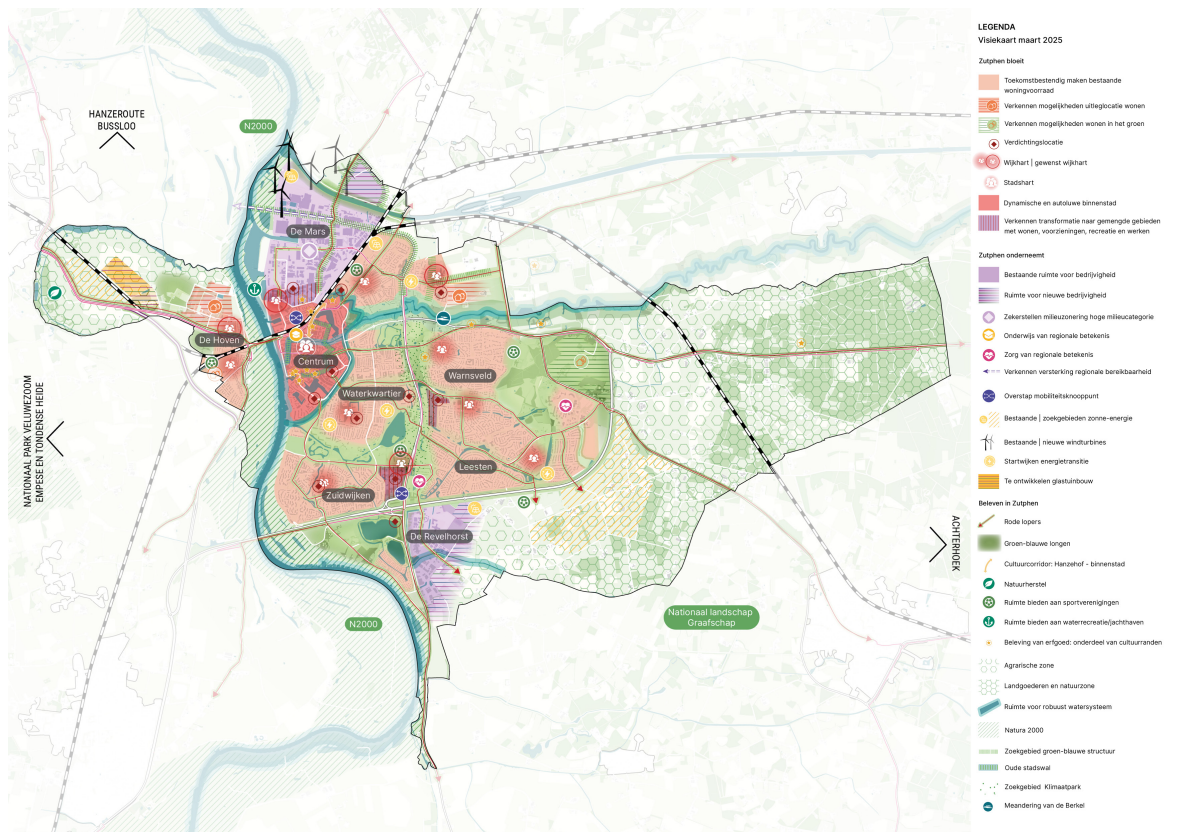 HANZEROUTE
BUSSLOO
N2000
De Mars
De Hoven
Centrum
Warnsveld
Waterkwartier
Leesten
Zuidwijken
De Revelhorst
N2000
Nationaal landschap
Graafschap
NATIONAAL PARK VELUWEZOOM
EMPESE EN TONDENSE HEIDE
ACHTERHOEK
LEGENDA
Visiekaart maart 2025
Zutphen bloeit
Toekomstbestendig maken bestaande
woningvoorraad
Verkennen mogelijkheden uitleglocatie wonen
Verkennen mogelijkheden wonen in het groen
Verdichtingslocatie
Wijkhart | gewenst wijkhart
Stadshart
Dynamische en autoluwe binnenstad
Verkennen transformatie naar gemengde gebieden
met wonen, voorzieningen, recreatie en werken
Zutphen onderneemt
Bestaande ruimte voor bedrijvigheid
Ruimte voor nieuwe bedrijvigheid
Zekerstellen milieuzonering hoge milieucategorie
Onderwijs van regionale betekenis
Zorg van regionale betekenis
Verkennen versterking regionale bereikbaarheid
Overstap mobiliteitsknooppunt
Bestaande | zoekgebieden zonne-energie
Bestaande | nieuwe windturbines
Startwijken energietransitie
Te ontwikkelen glastuinbouw
Beleven in Zutphen
Rode lopers
Groen-blauwe longen
Cultuurcorridor: Hanzehof - binnenstad
Natuurherstel
Ruimte bieden aan sportverenigingen
Ruimte bieden aan waterrecreatie/jachthaven
Beleving van erfgoed: onderdeel van cultuurranden
Agrarische zone
Landgoederen en natuurzone
Ruimte voor robuust watersysteem
Natura 2000
Zoekgebied groen-blauwe structuur
Oude stadswal
Zoekgebied Klimaatpark
Meandering van de Berkel